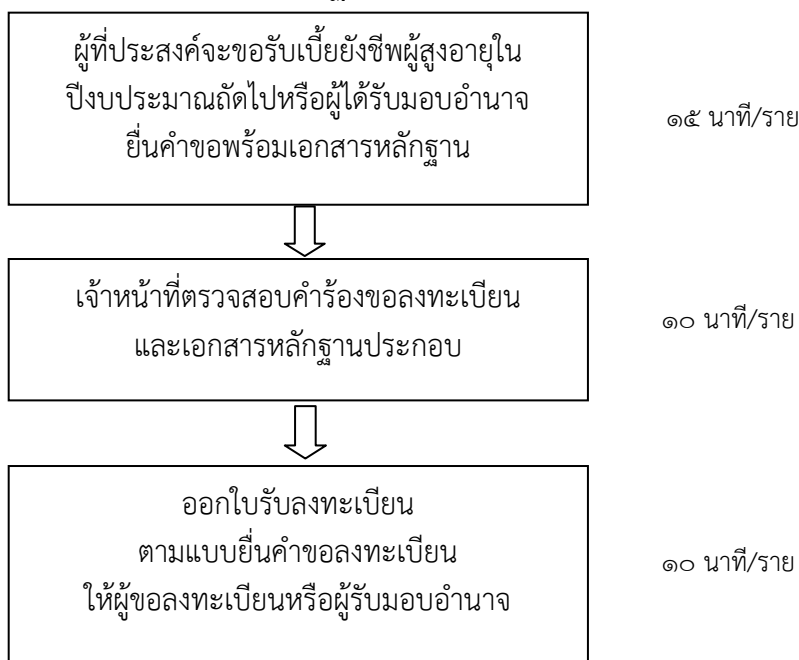 ผู้ที่ประสงค์จะขอรับเบี้ยยังชีพผู้สูงอายุใน
ปีงบประมาณถัดไปหรือผู้ได้รับมอบอำนาจ
ยื่นคำขอพร้อมเอกสารหลักฐาน
๑๕ นาที/ราย
เจ้าหน้าที่ตรวจสอบคำร้องขอลงทะเบียน
และเอกสารหลักฐานประกอบ
๑๐ นาที/ราย
ออกใบรับลงทะเบียน
ตามแบบยื่นคำขอลงทะเบียน
ให้ผู้ขอลงทะเบียนหรือผู้รับมอบอำนาจ
๑๐ นาที/ราย